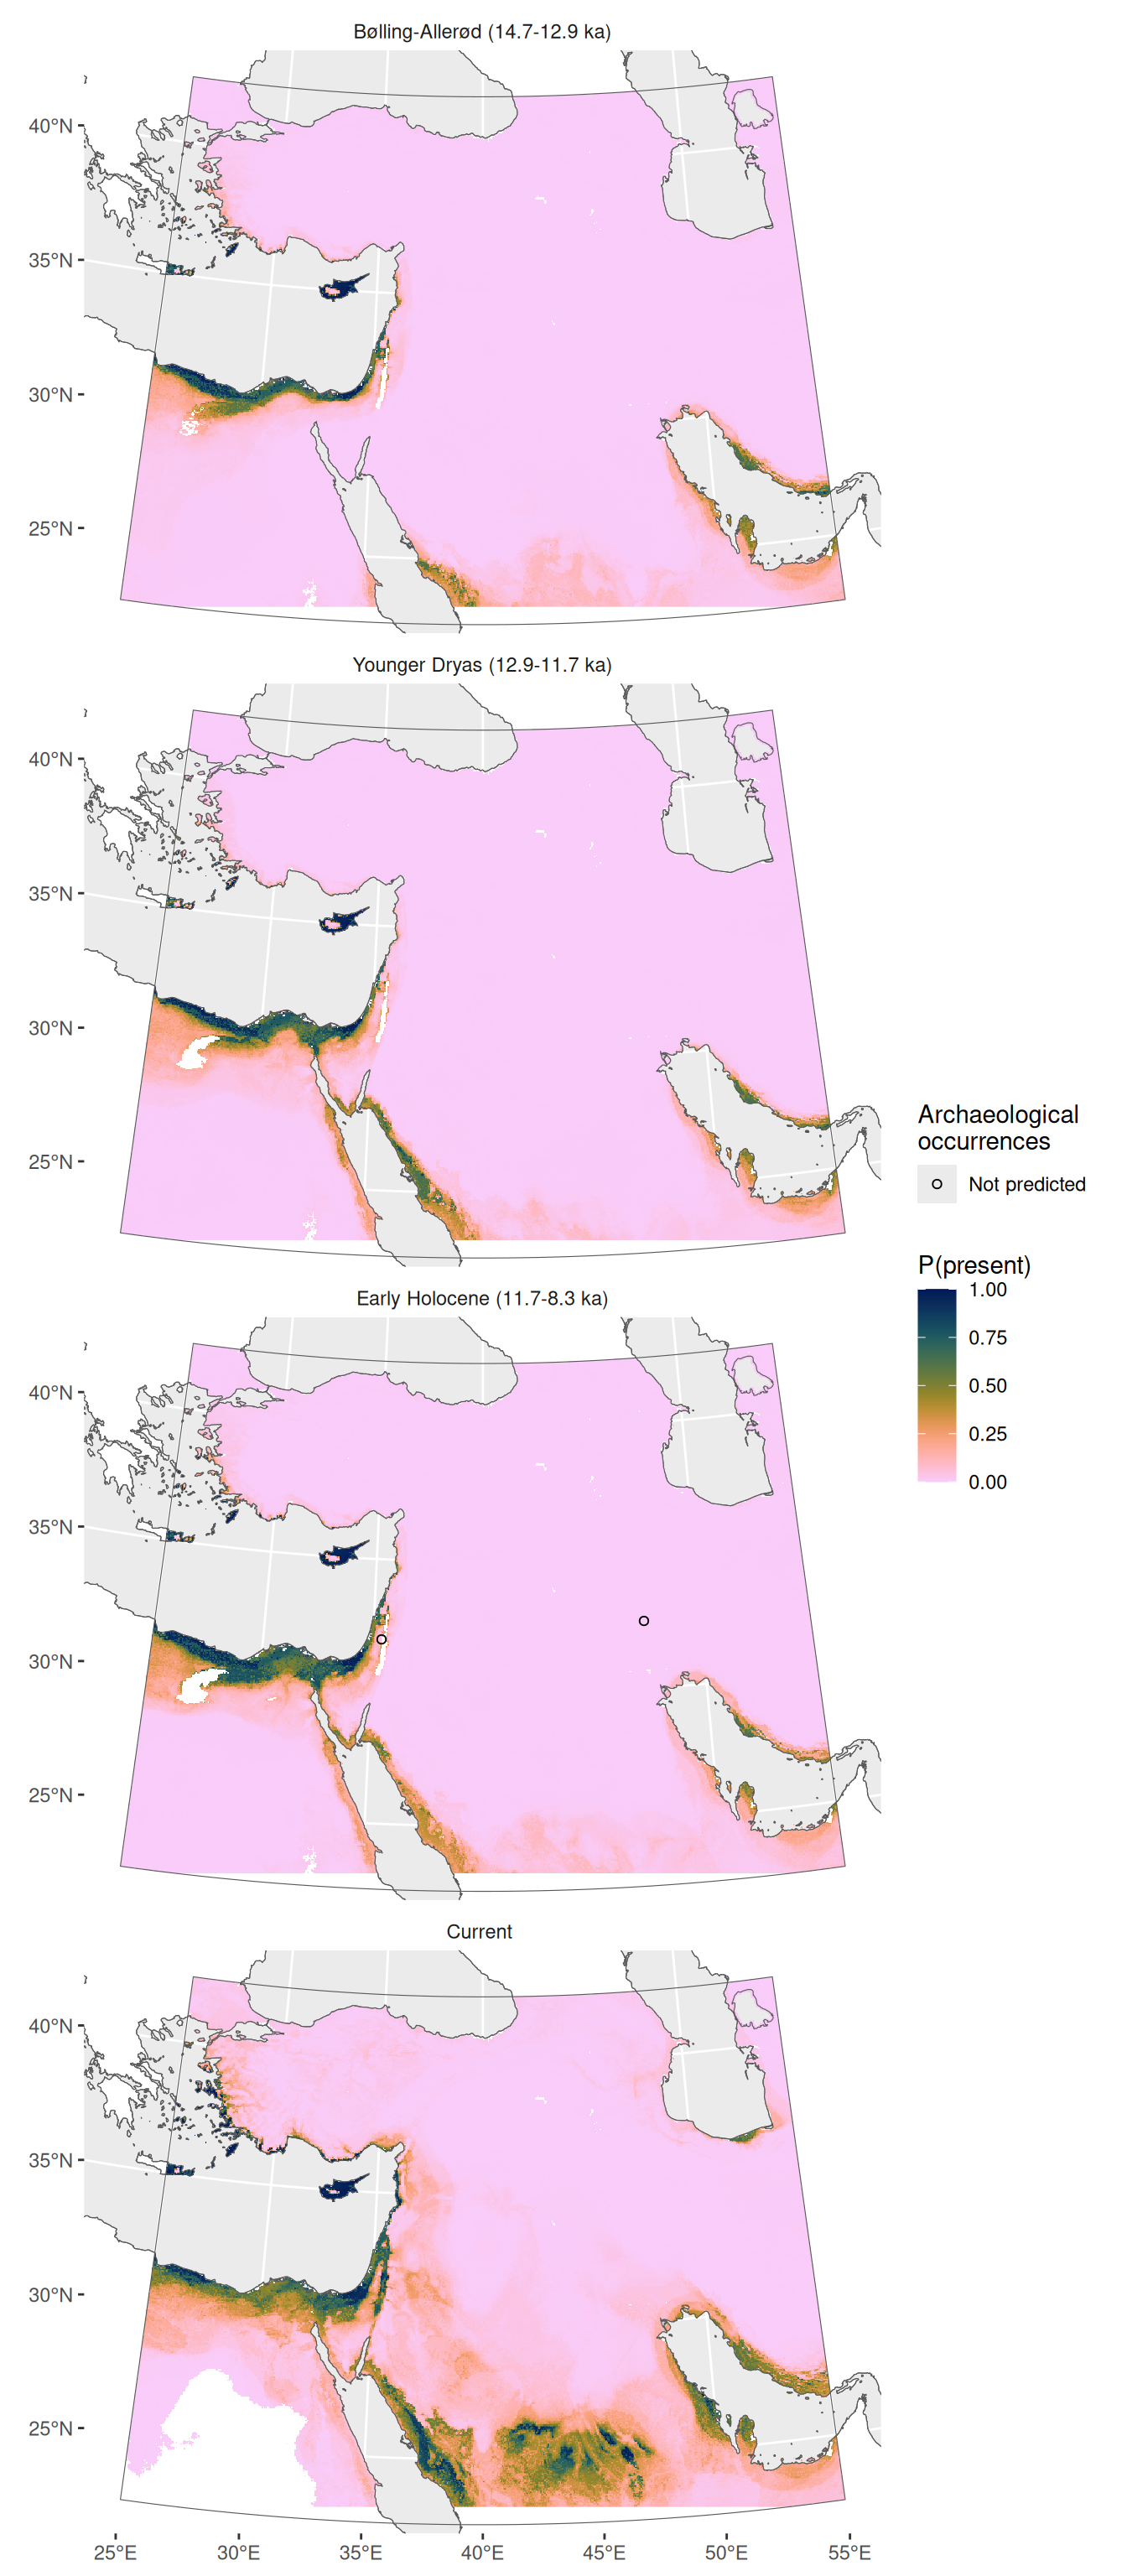 Bølling-Allerød (14.7-12.9 ka)
40°N
35°N
30°N
25°N
Younger Dryas (12.9-11.7 ka)
40°N
35°N
30°N
25°N
Archaeological
occurrences
Not predicted
P(present)
1.00
0.75
0.50
0.25
0.00
Early Holocene (11.7-8.3 ka)
40°N
35°N
30°N
25°N
Current
40°N
35°N
30°N
25°N
25°E 30°E 35°E 40°E 45°E 50°E 55°E